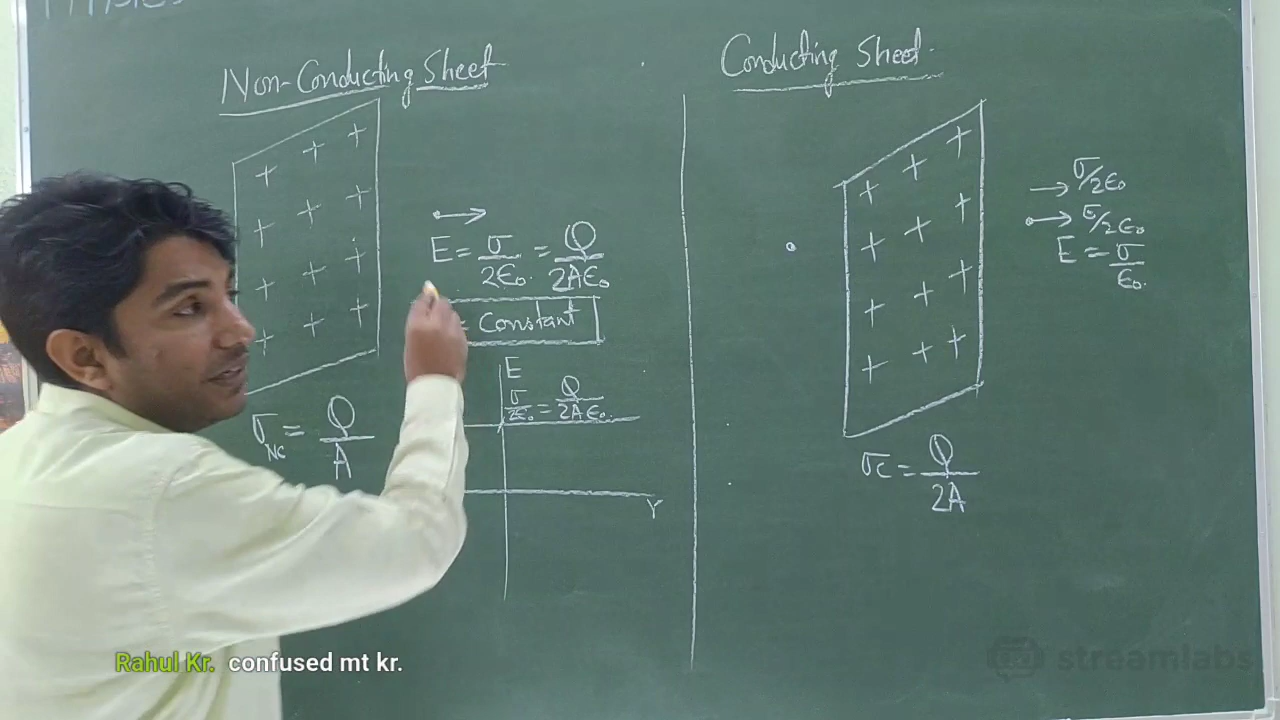 PHYSICS
Non-Conducting Sheet
E = σ/2ε₀ = Q/2Aε₀
= Constant
E
σ/2ε₀ = Q/2Aε₀
Y
σNC = Q/A
Conducting Sheet
σ/2ε₀
σ/2ε₀
E = σ/ε₀
σC = Q/2A
Rahul Kr. confused mt kr.
streamlabs